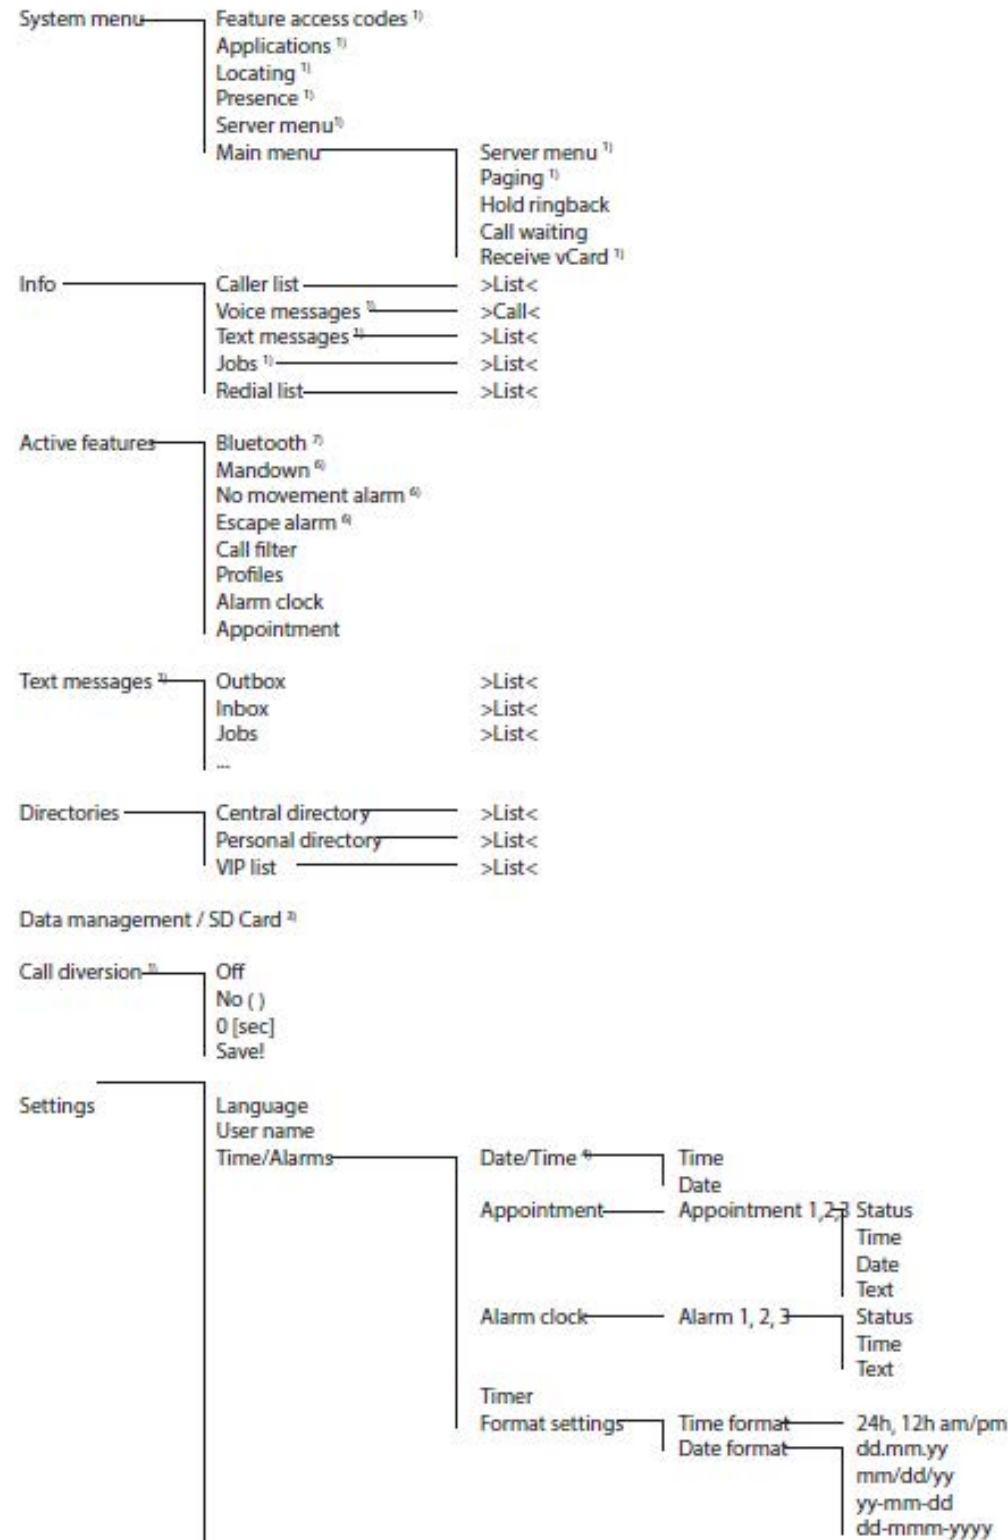 System menu Feature access codes 1)
Applications 1)
Locating 1)
Presence 1)
Server menu1)
Main menu Server menu 1)
Paging 1)
Hold ringback
Call waiting
Receive vCard 1)
Info Caller list >List<
Voice messages 1) >Call<
Text messages 1) >List<
Jobs 1) >List<
Redial list >List<
Active features Bluetooth 7)
Mandown 6)
No movement alarm 6)
Escape alarm 6)
Call filter
Profiles
Alarm clock
Appointment
Text messages 1) Outbox >List<
Inbox >List<
Jobs >List<
...
Directories Central directory >List<
Personal directory >List<
VIP list >List<
Data management / SD Card 3)
Call diversion 1) Off
No ( )
0 [sec]
Save!
Settings Language
User name
Time/Alarms Date/Time 4) Time
Date
Appointment Appointment 1,2,3 Status
Time
Date
Text
Alarm clock Alarm 1, 2, 3 Status
Time
Text
Timer
Format settings Time format 24h, 12h am/pm
Date format dd.mm.yy
mm/dd/yy
yy-mm-dd
dd-mmm-yyyy